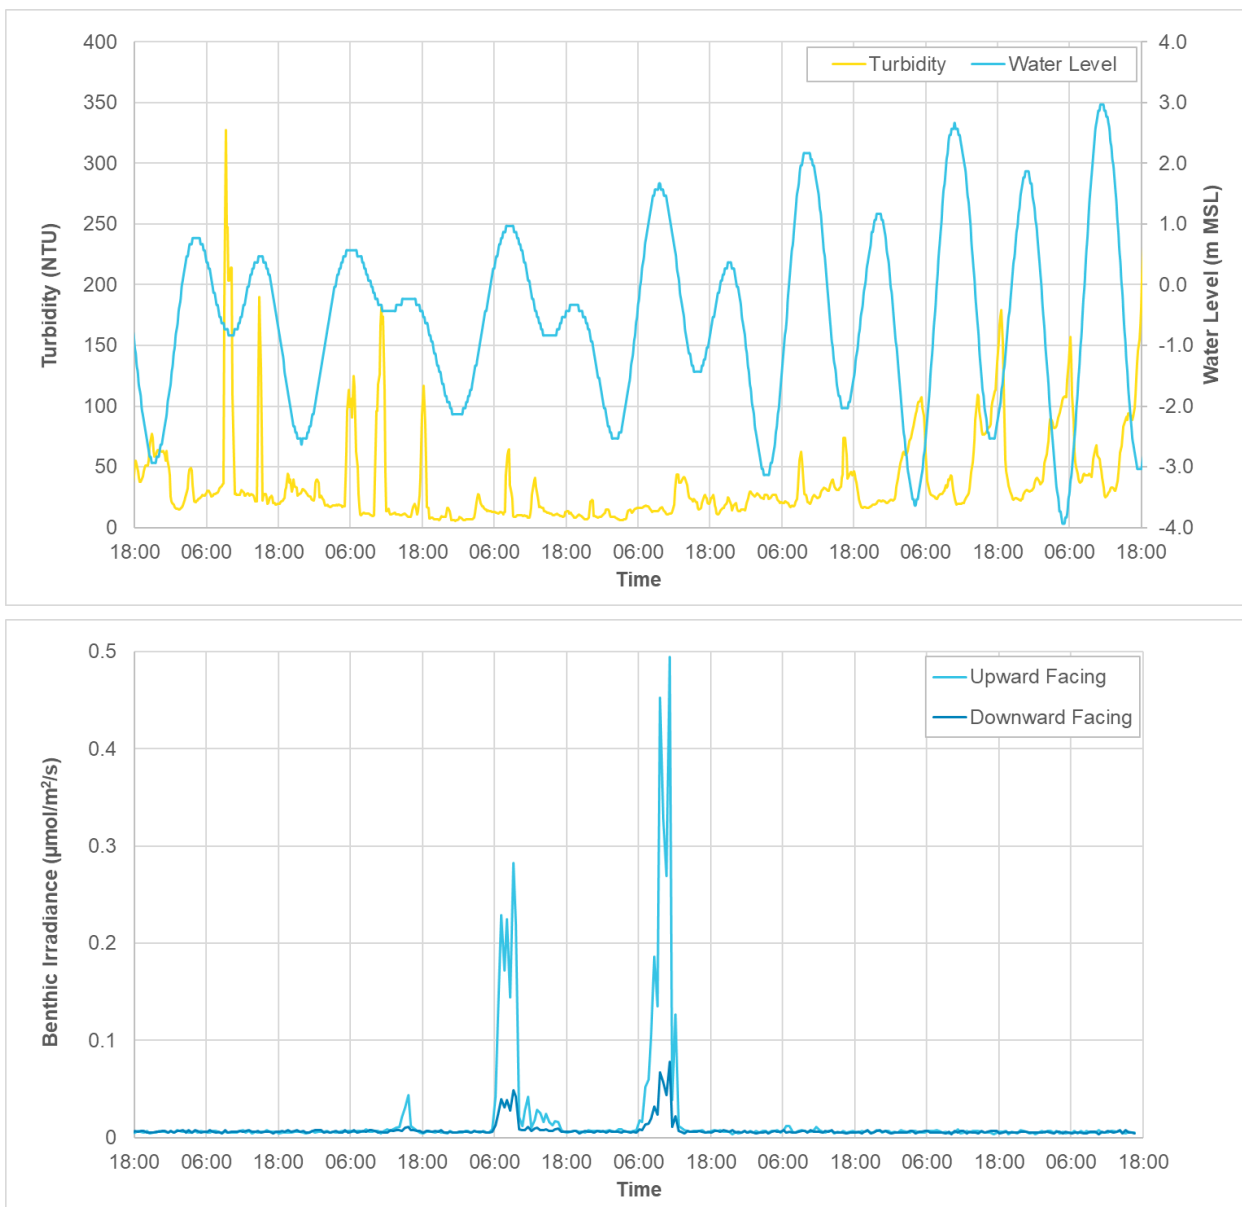 400
350
300
250
200
150
100
50
0
Turbidity (NTU)
Turbidity
Water Level
4.0
3.0
2.0
1.0
0.0
-1.0
-2.0
-3.0
-4.0
Water Level (m MSL)
18:00 06:00 18:00 06:00 18:00 06:00 18:00 06:00 18:00 06:00 18:00 06:00 18:00 06:00 18:00
Time
0.5
0.4
0.3
0.2
0.1
0
Benthic Irradiance (µmol/m²/s)
Upward Facing
Downward Facing
18:00 06:00 18:00 06:00 18:00 06:00 18:00 06:00 18:00 06:00 18:00 06:00 18:00 06:00 18:00
Time